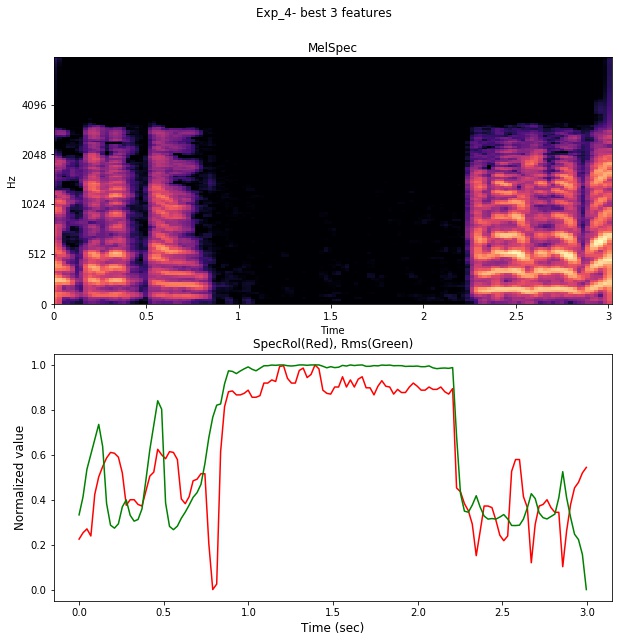 Exp_4- best 3 features
MelSpec
4096
2048
1024
512
0
Hz
0 0.5 1 1.5 2 2.5 3
Time
SpecRol(Red), Rms(Green)
1.0
0.8
0.6
0.4
0.2
0.0
Normalized value
0.0 0.5 1.0 1.5 2.0 2.5 3.0
Time (sec)